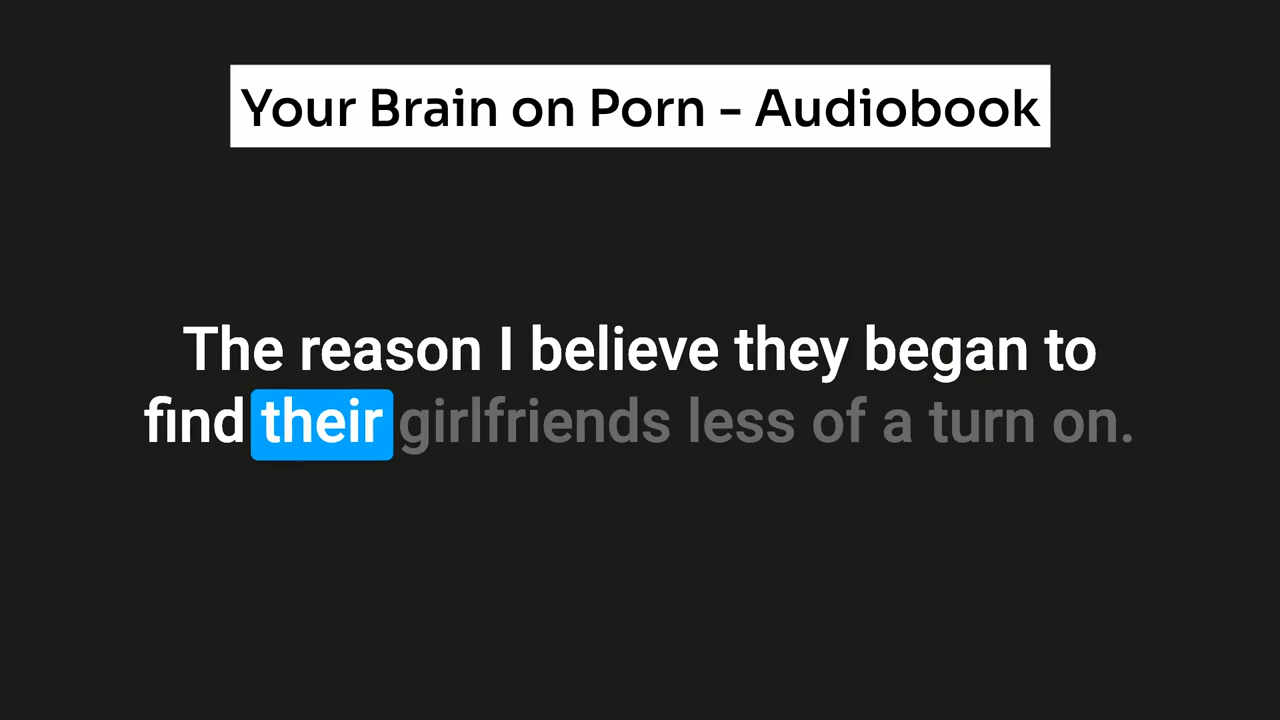 Your Brain on Porn - Audiobook
The reason I believe they began to
find their girlfriends less of a turn on.